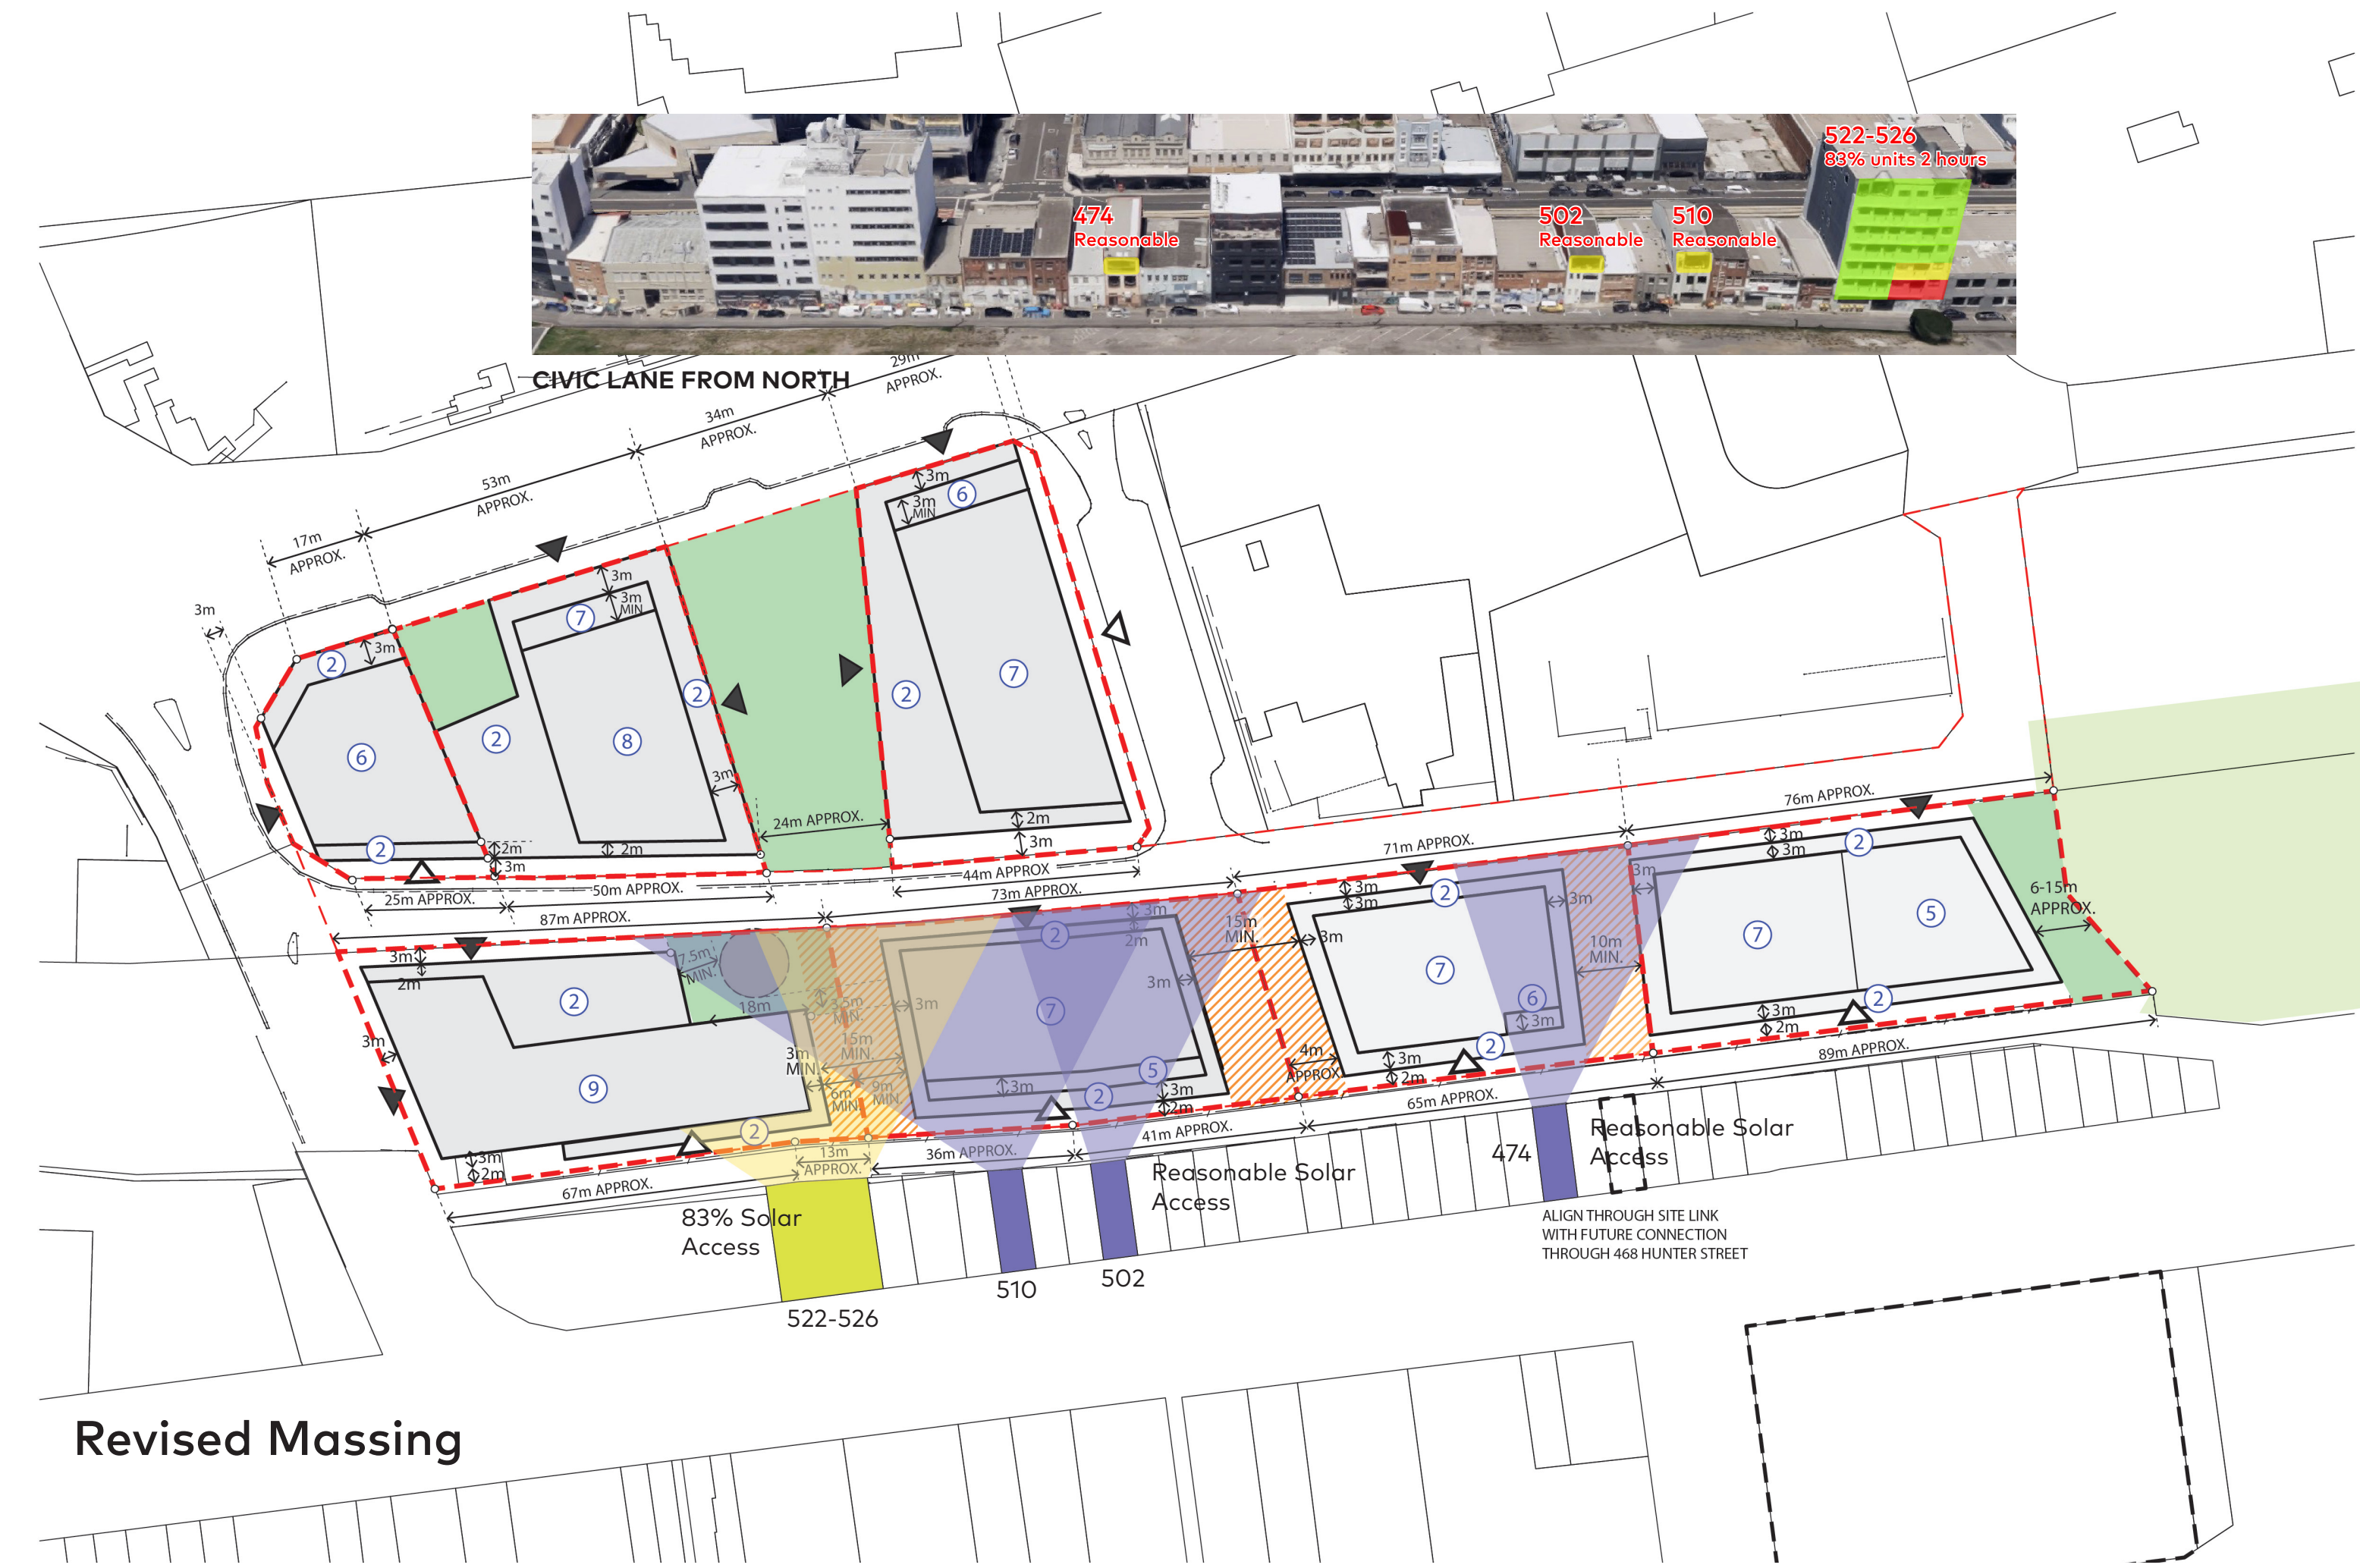 522-526
83% units 2 hours
474
Reasonable
502
Reasonable
510
Reasonable
CIVIC LANE FROM NORTH
29m
APPROX.
34m
APPROX.
53m
APPROX.
17m
APPROX.
3m
3m
6
3m
MIN
3m
3m
MIN
7
2
3m
2
7
2
2
8
6
3m
24m APPROX.
2m
3m
2
2m
2m
3m
44m APPROX
50m APPROX.
25m APPROX.
73m APPROX.
87m APPROX.
71m APPROX.
76m APPROX.
3m
3m
2
3m
6-15m
APPROX.
7
5
3m
2m
2
89m APPROX.
3m
3m
2
3m
15m
MIN.
3m
10m
MIN.
7
6
3m
2
3m
2m
4m
APPROX.
65m APPROX.
3m
2
2m
3m
3m
7
5
3m
2
3m
2m
41m APPROX.
36m APPROX.
3m
2m
7.5m
MIN.
2
18m
3.5m
MIN.
15m
MIN.
3m
MIN.
9m
MIN.
6m
MIN.
3m
9
2
13m
APPROX.
3m
2m
67m APPROX.
83% Solar
Access
522-526
510
502
Reasonable Solar
Access
474
Reasonable Solar
Access
ALIGN THROUGH SITE LINK
WITH FUTURE CONNECTION
THROUGH 468 HUNTER STREET
Revised Massing